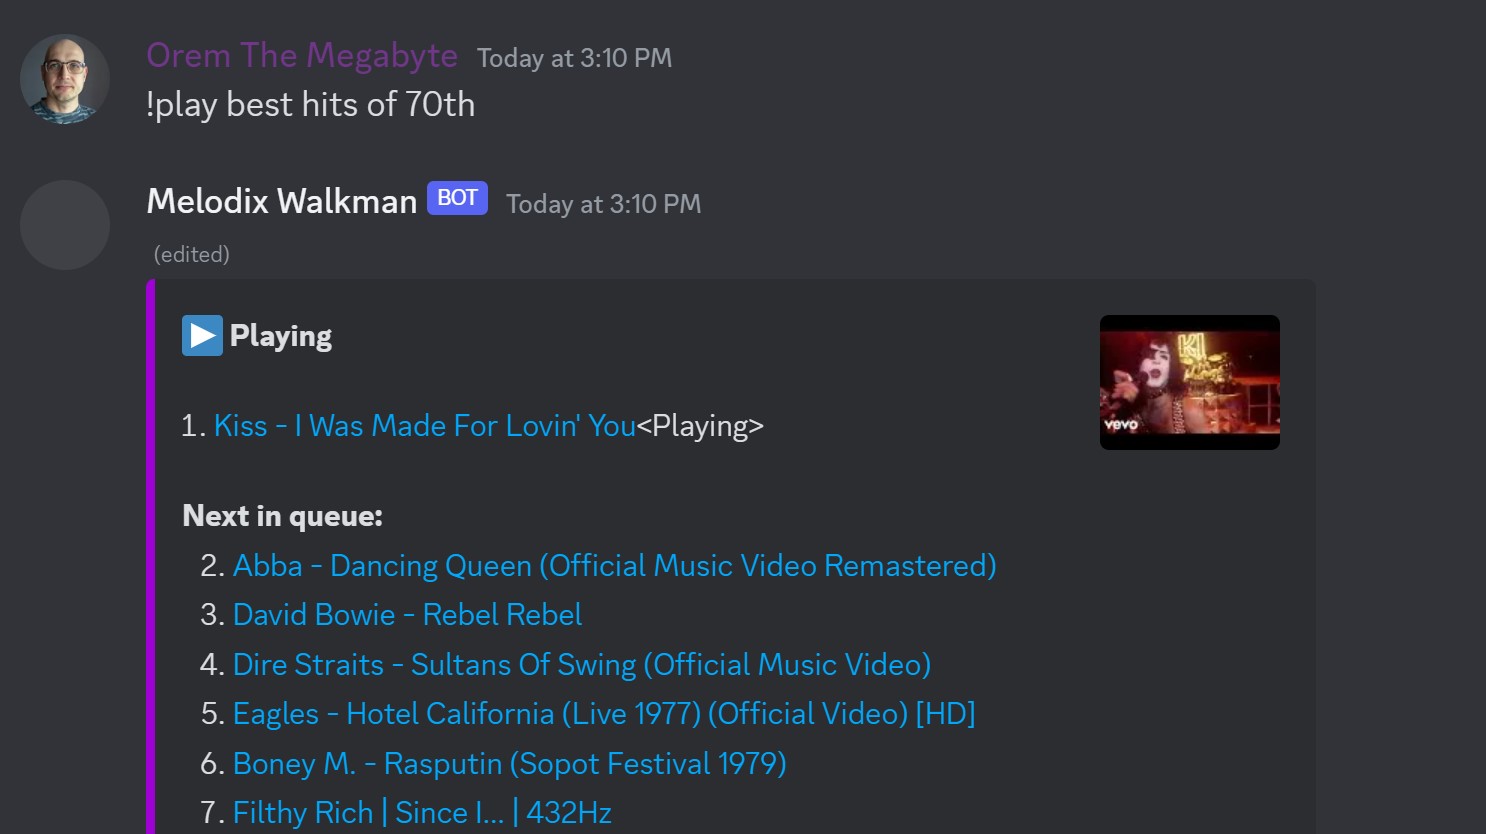 Orem The Megabyte Today at 3:10 PM
!play best hits of 70th
Melodix Walkman BOT Today at 3:10 PM
(edited)
Playing
1. Kiss - I Was Made For Lovin' You<Playing>
KI
vevo
Next in queue:
2. Abba - Dancing Queen (Official Music Video Remastered)
3. David Bowie - Rebel Rebel
4. Dire Straits - Sultans Of Swing (Official Music Video)
5. Eagles - Hotel California (Live 1977) (Official Video) [HD]
6. Boney M. - Rasputin (Sopot Festival 1979)
7. Filthy Rich | Since I... | 432Hz